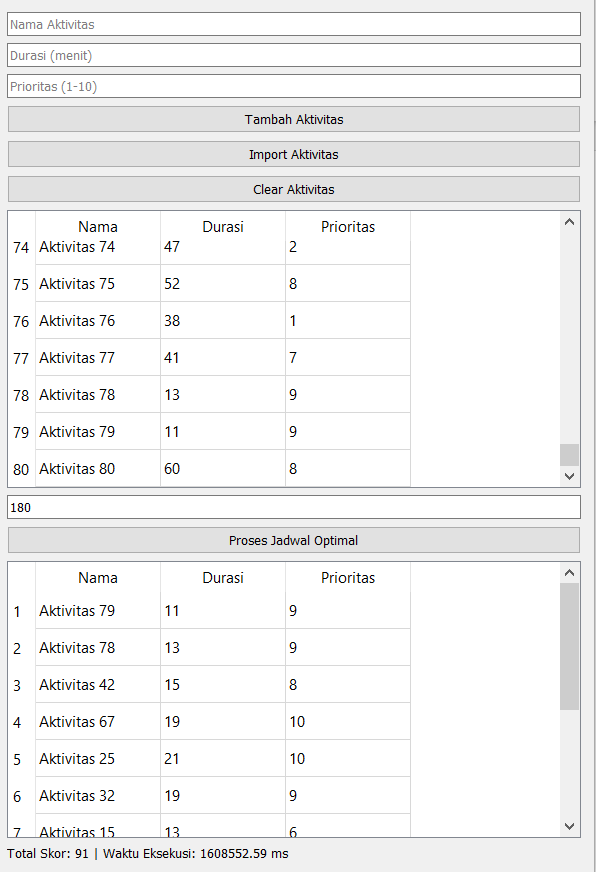 Nama Aktivitas
Durasi (menit)
Prioritas (1-10)
Tambah Aktivitas
Import Aktivitas
Clear Aktivitas
Nama Durasi Prioritas
74 Aktivitas 74 47 2
75 Aktivitas 75 52 8
76 Aktivitas 76 38 1
77 Aktivitas 77 41 7
78 Aktivitas 78 13 9
79 Aktivitas 79 11 9
80 Aktivitas 80 60 8
180
Proses Jadwal Optimal
Nama Durasi Prioritas
1 Aktivitas 79 11 9
2 Aktivitas 78 13 9
3 Aktivitas 42 15 8
4 Aktivitas 67 19 10
5 Aktivitas 25 21 10
6 Aktivitas 32 19 9
7 Aktivitas 15 13 6
Total Skor: 91 | Waktu Eksekusi: 1608552.59 ms